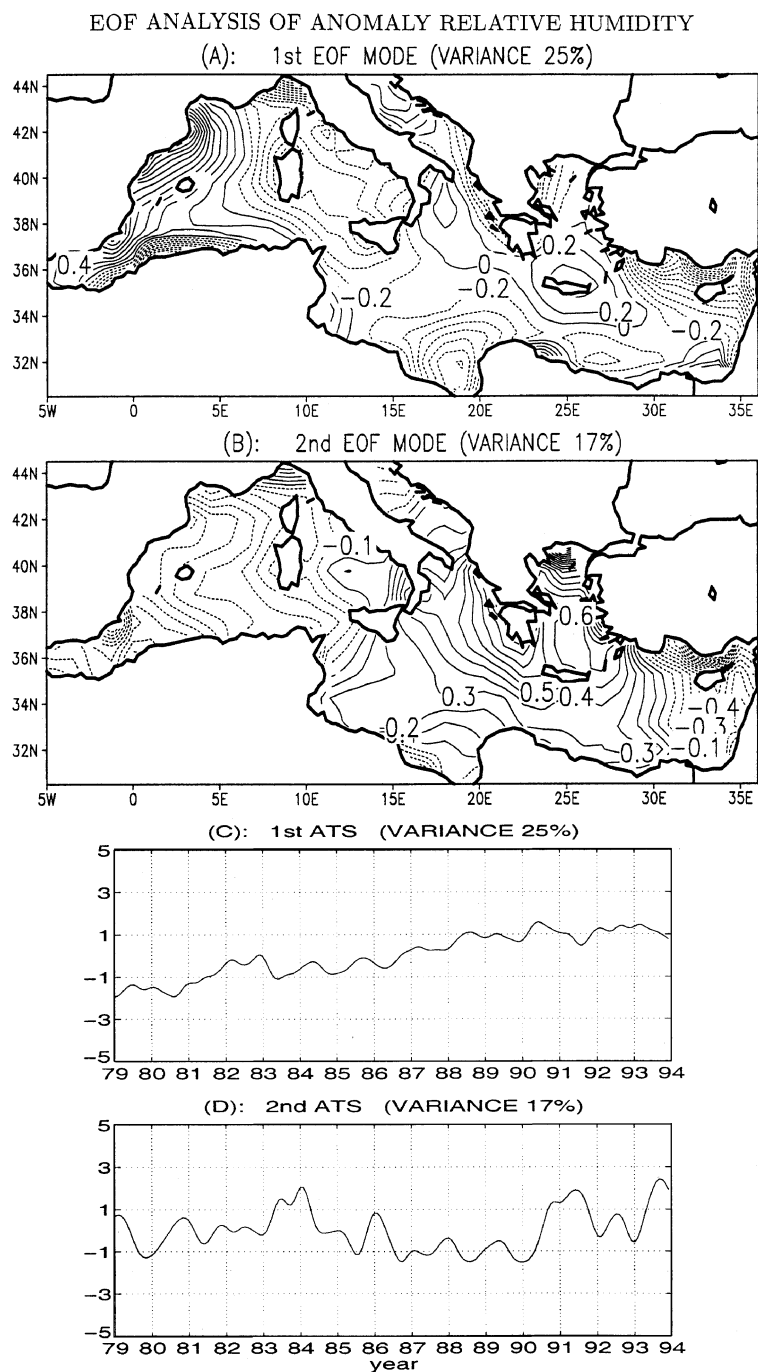 EOF ANALYSIS OF ANOMALY RELATIVE HUMIDITY
(A): 1st EOF MODE (VARIANCE 25%)
44N
42N
40N
38N
36N
34N
32N
0.4
-0.2
0.2
0
-0.2
0.2
0
-0.2
5W 0 5E 10E 15E 20E 25E 30E 35E
(B): 2nd EOF MODE (VARIANCE 17%)
44N
42N
40N
38N
36N
34N
32N
-0.1
0.6
0.3
0.5
0.4
-0.4
-0.3
-0.2
0.3
-0.1
5W 0 5E 10E 15E 20E 25E 30E 35E
(C): 1st ATS (VARIANCE 25%)
5
3
1
-1
-3
-5
79 80 81 82 83 84 85 86 87 88 89 90 91 92 93 94
(D): 2nd ATS (VARIANCE 17%)
5
3
1
-1
-3
-5
79 80 81 82 83 84 85 86 87 88 89 90 91 92 93 94
year